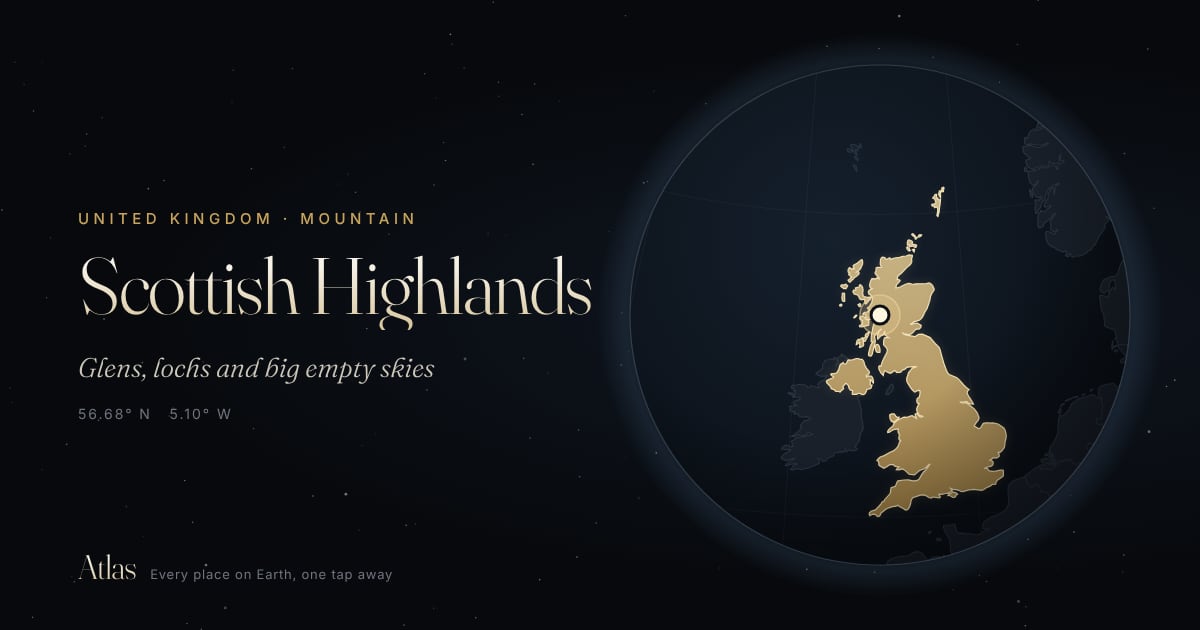 UNITED KINGDOM · MOUNTAIN
Scottish Highlands
Glens, lochs and big empty skies
56.68° N 5.10° W
Atlas Every place on Earth, one tap away